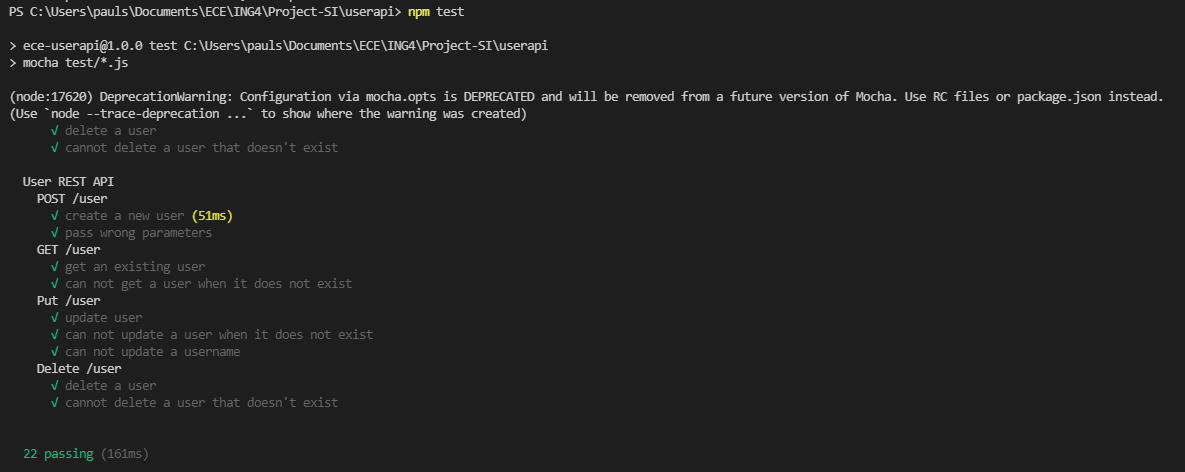 PS C:\Users\pauls\Documents\ECE\ING4\Project-SI\userapi> npm test
> ece-userapi@1.0.0 test C:\Users\pauls\Documents\ECE\ING4\Project-SI\userapi
> mocha test/*.js
(node:17620) DeprecationWarning: Configuration via mocha.opts is DEPRECATED and will be removed from a future version of Mocha. Use RC files or package.json instead.
(Use `node --trace-deprecation ...` to show where the warning was created)
√ delete a user
√ cannot delete a user that doesn't exist
User REST API
POST /user
√ create a new user (51ms)
√ pass wrong parameters
GET /user
√ get an existing user
√ can not get a user when it does not exist
Put /user
√ update user
√ can not update a user when it does not exist
√ can not update a username
Delete /user
√ delete a user
√ cannot delete a user that doesn't exist
22 passing (161ms)